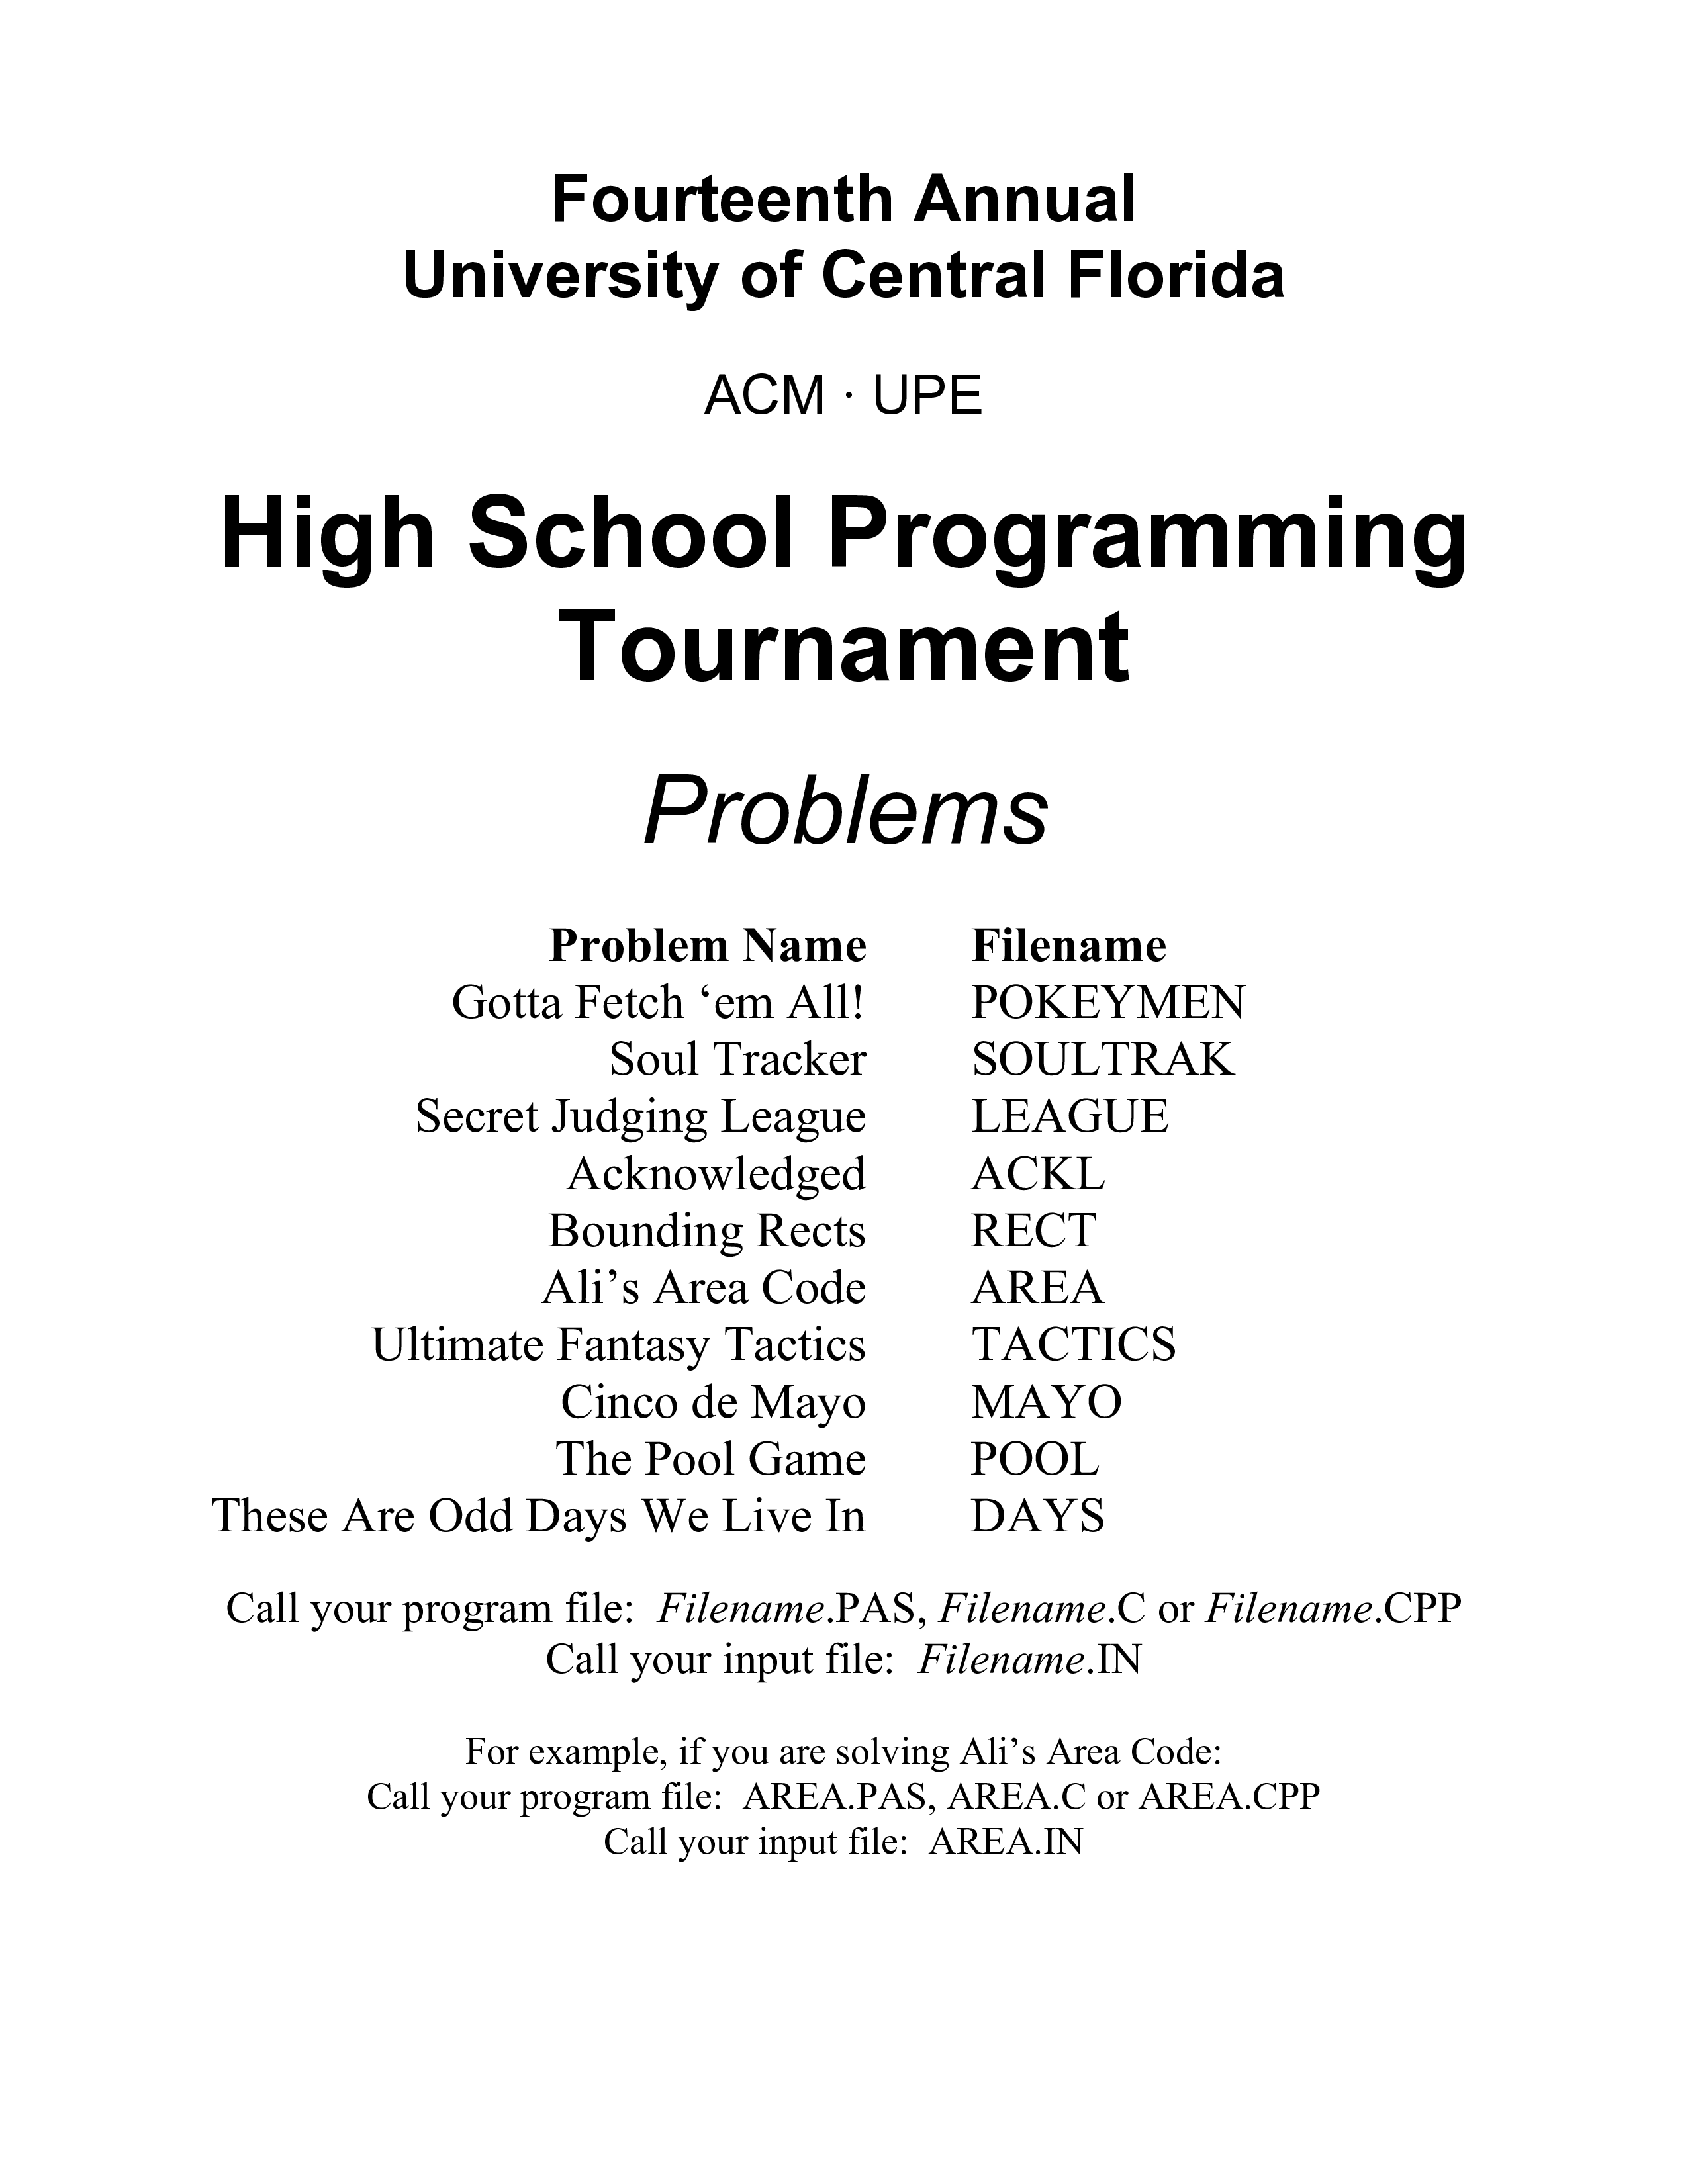 Fourteenth Annual
University of Central Florida
ACM · UPE
High School Programming
Tournament
Problems
Problem Name Filename
Gotta Fetch ‘em All! POKEYMEN
Soul Tracker SOULTRAK
Secret Judging League LEAGUE
Acknowledged ACKL
Bounding Rects RECT
Ali’s Area Code AREA
Ultimate Fantasy Tactics TACTICS
Cinco de Mayo MAYO
The Pool Game POOL
These Are Odd Days We Live In DAYS
Call your program file: Filename.PAS, Filename.C or Filename.CPP
Call your input file: Filename.IN
For example, if you are solving Ali’s Area Code:
Call your program file: AREA.PAS, AREA.C or AREA.CPP
Call your input file: AREA.IN